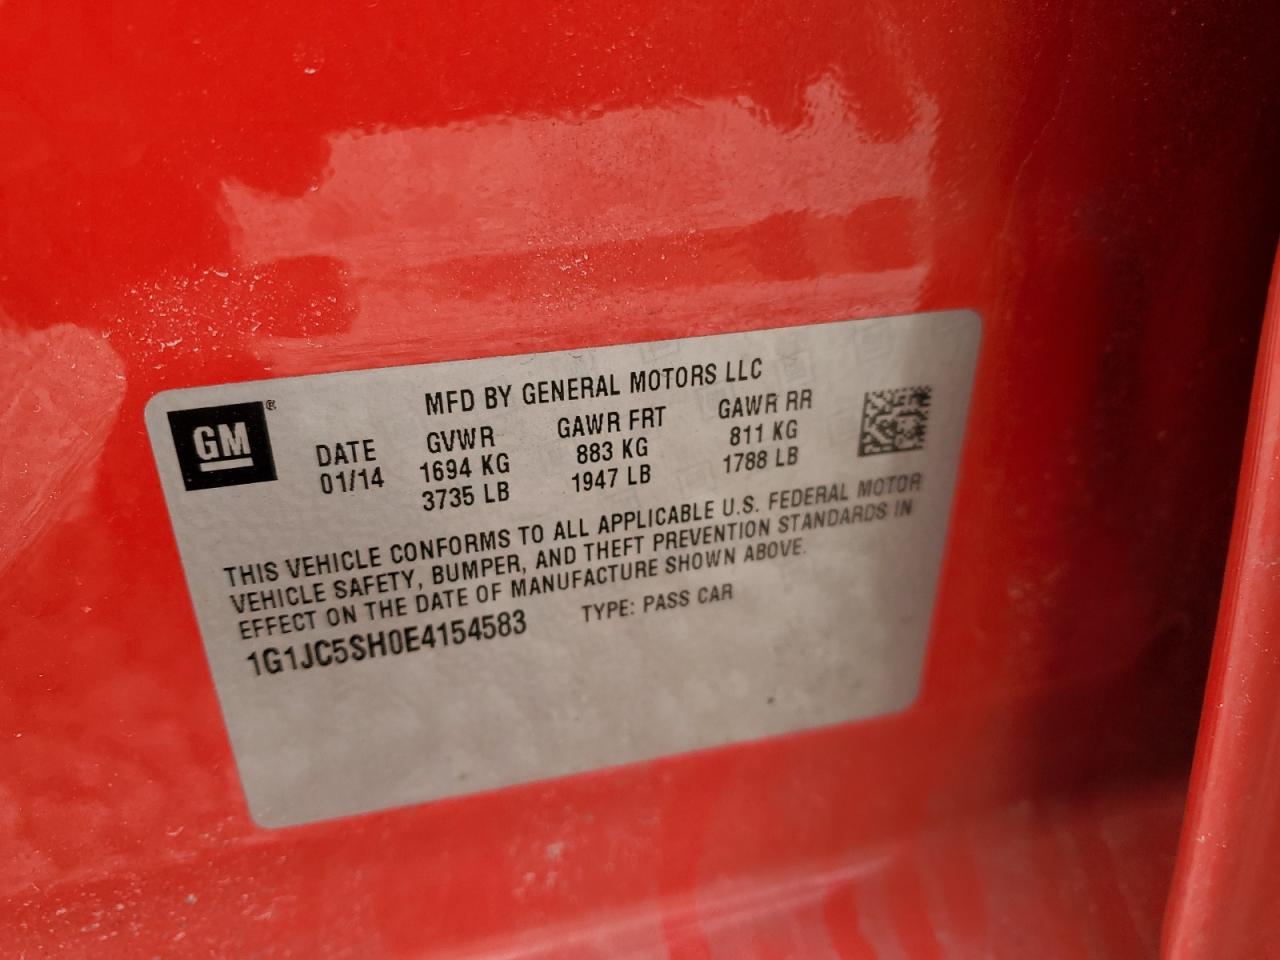 GM ®
MFD BY GENERAL MOTORS LLC
DATE GVWR GAWR FRT GAWR RR
01/14 1694 KG 883 KG 811 KG
3735 LB 1947 LB 1788 LB
THIS VEHICLE CONFORMS TO ALL APPLICABLE U.S. FEDERAL MOTOR
VEHICLE SAFETY, BUMPER, AND THEFT PREVENTION STANDARDS IN
EFFECT ON THE DATE OF MANUFACTURE SHOWN ABOVE.
1G1JC5SH0E4154583 TYPE: PASS CAR